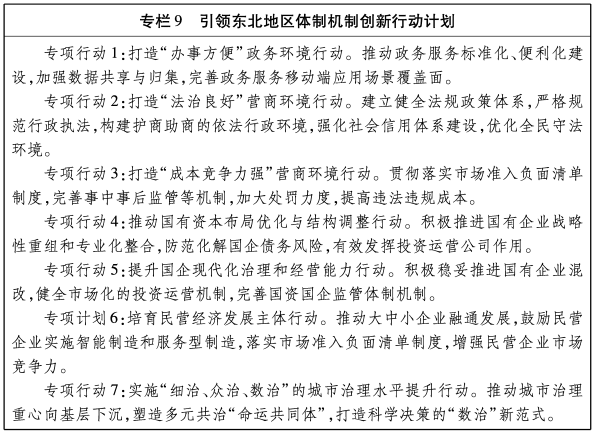 专栏9 引领东北地区体制机制创新行动计划
专项行动1:打造“办事方便”政务环境行动。推动政务服务标准化、便利化建
设,加强数据共享与归集,完善政务服务移动端应用场景覆盖面。
专项行动2:打造“法治良好”营商环境行动。建立健全法规政策体系,严格规
范行政执法,构建护商助商的依法行政环境,强化社会信用体系建设,优化全民守法
环境。
专项行动3:打造“成本竞争力强”营商环境行动。贯彻落实市场准入负面清单
制度,完善事中事后监管等机制,加大处罚力度,提高违法违规成本。
专项行动4:推动国有资本布局优化与结构调整行动。积极推进国有企业战略
性重组和专业化整合,防范化解国企债务风险,有效发挥投资运营公司作用。
专项行动5:提升国企现代化治理和经营能力行动。积极稳妥推进国有企业混
改,健全市场化的投资运营机制,完善国资国企监管体制机制。
专项计划6:培育民营经济发展主体行动。推动大中小企业融通发展,鼓励民营
企业实施智能制造和服务型制造,落实市场准入负面清单制度,增强民营企业市场
竞争力。
专项行动7:实施“细治、众治、数治”的城市治理水平提升行动。推动城市治理
重心向基层下沉,塑造多元共治“命运共同体”,打造科学决策的“数治”新范式。